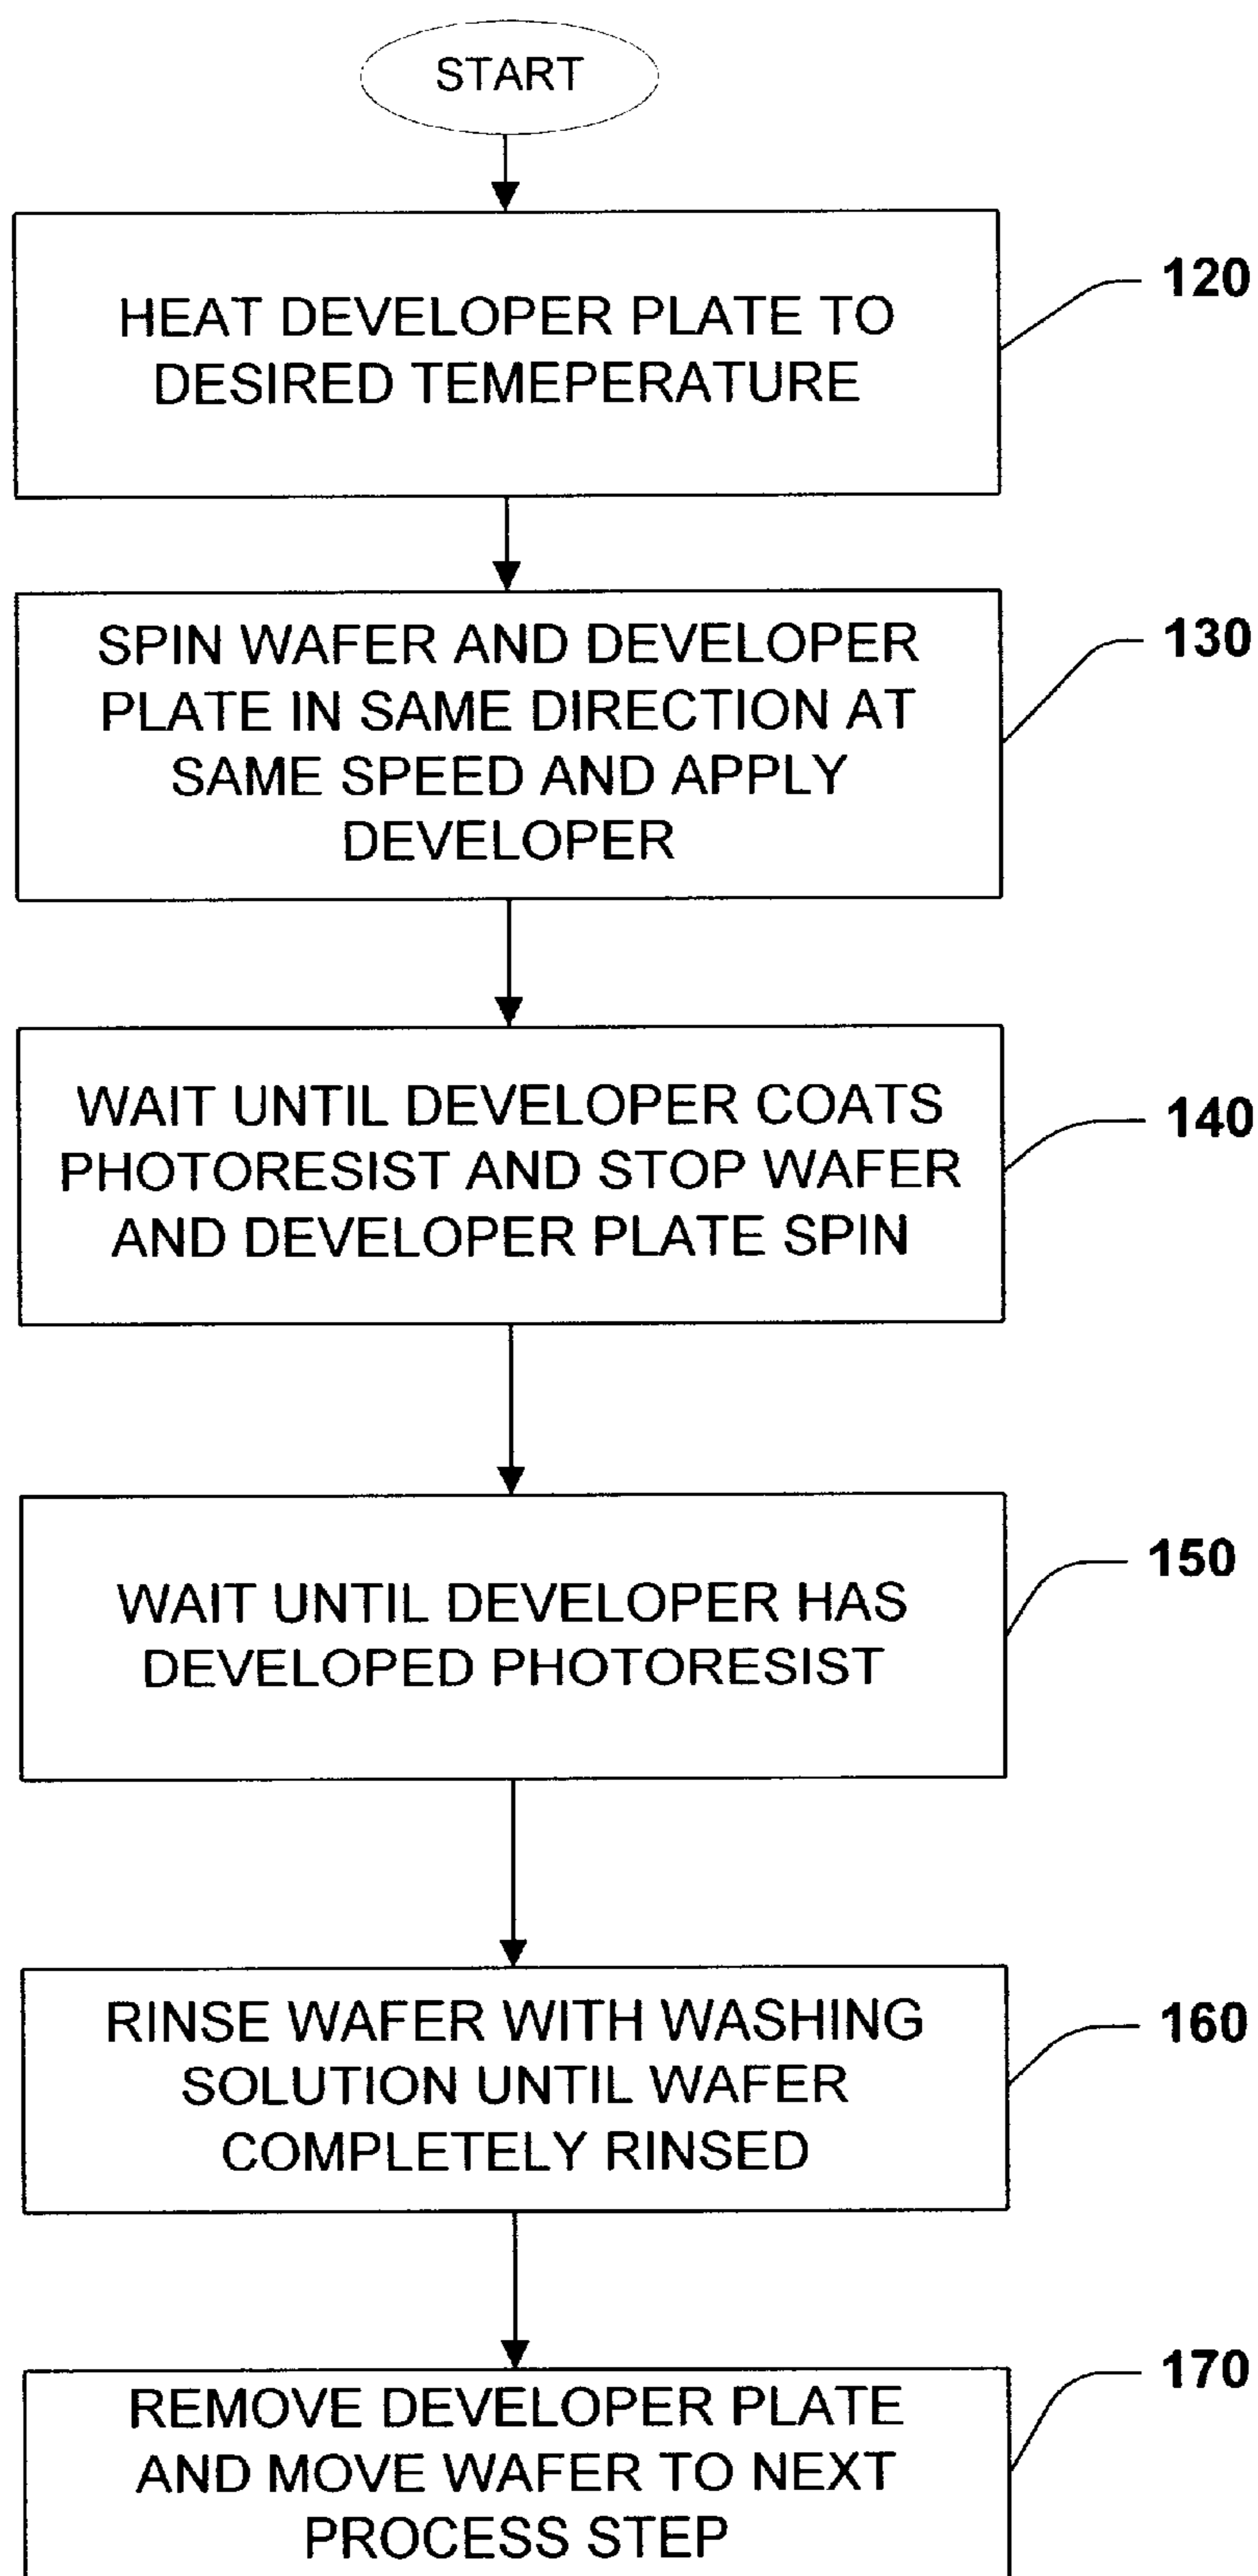 START
HEAT DEVELOPER PLATE TO
DESIRED TEMEPERATURE
120
SPIN WAFER AND DEVELOPER
PLATE IN SAME DIRECTION AT
SAME SPEED AND APPLY
DEVELOPER
130
WAIT UNTIL DEVELOPER COATS
PHOTORESIST AND STOP WAFER
AND DEVELOPER PLATE SPIN
140
WAIT UNTIL DEVELOPER HAS
DEVELOPED PHOTORESIST
150
RINSE WAFER WITH WASHING
SOLUTION UNTIL WAFER
COMPLETELY RINSED
160
REMOVE DEVELOPER PLATE
AND MOVE WAFER TO NEXT
PROCESS STEP
170